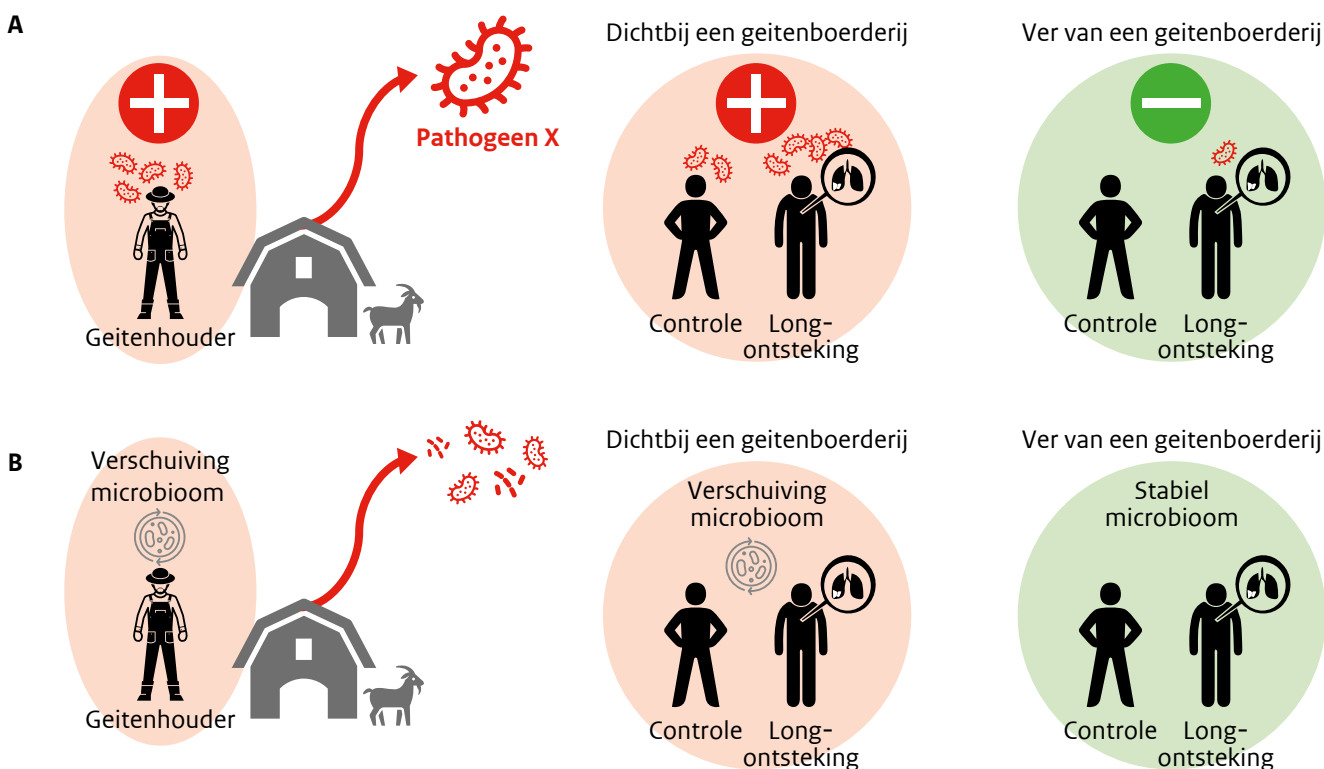 A
Dichtbij een geitenboerderij
Ver van een geitenboerderij
Pathogeen X
Geitenhouder
Controle
Long-
ontsteking
Controle
Long-
ontsteking
B
Verschuiving
microbioom
Geitenhouder
Dichtbij een geitenboerderij
Verschuiving
microbioom
Controle
Long-
ontsteking
Ver van een geitenboerderij
Stabiel
microbioom
Controle
Long-
ontsteking